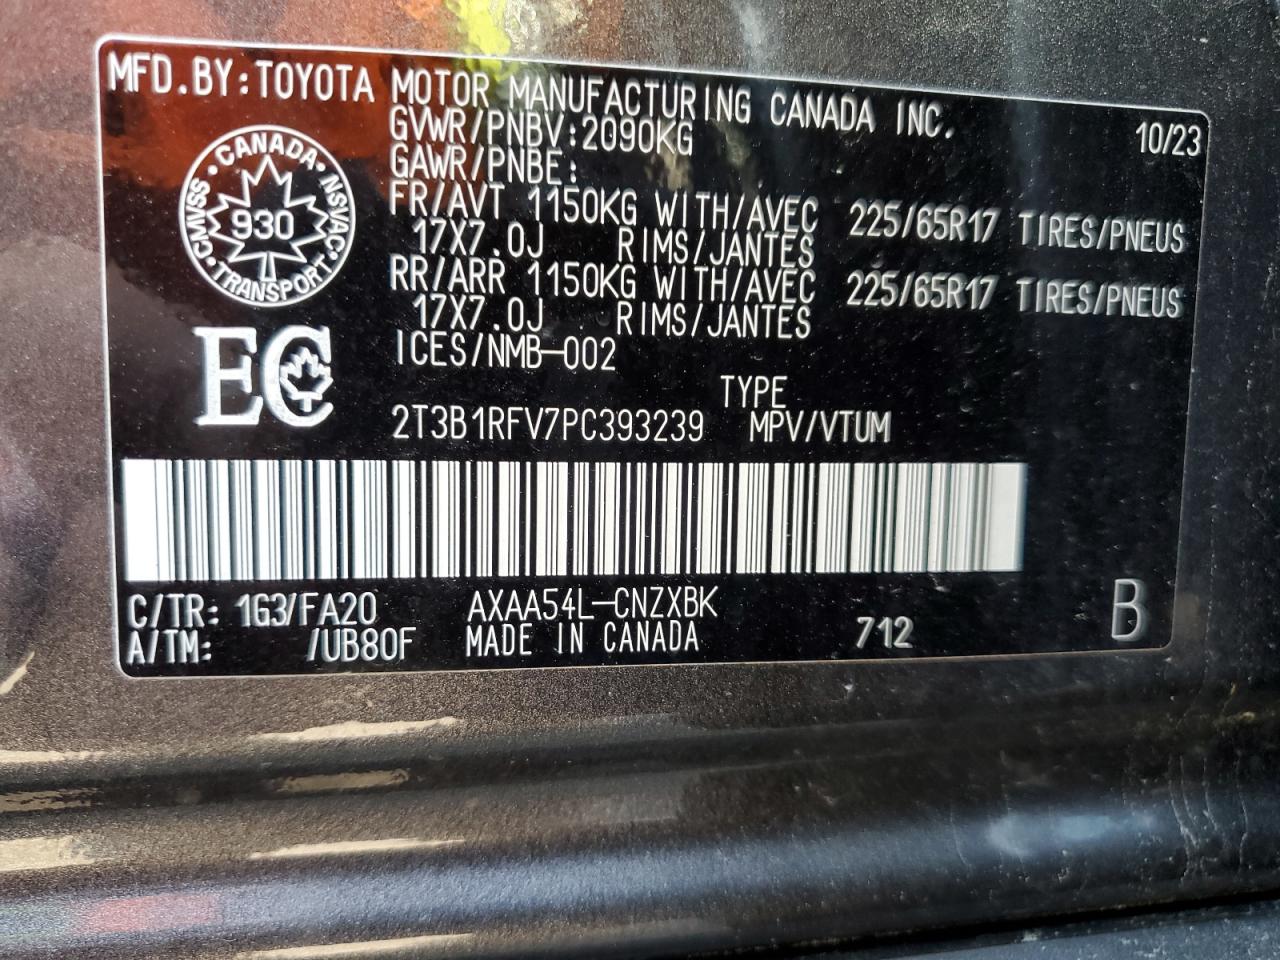 MFD.BY:TOYOTA MOTOR MANUFACTURING CANADA INC. 10/23
GVWR/PNBV:2090KG
GAWR/PNBE:
FR/AVT 1150KG WITH/AVEC 225/65R17 TIRES/PNEUS
17X7.0J RIMS/JANTES
RR/ARR 1150KG WITH/AVEC 225/65R17 TIRES/PNEUS
17X7.0J RIMS/JANTES
ICES/NMB-002
CANADA
CMVSS NSVAC
930
TRANSPORT
EC
TYPE
2T3B1RFV7PC393239 MPV/VTUM
C/TR: 1G3/FA20 AXAA54L-CNZXBK
A/TM: /UB80F MADE IN CANADA 712 B